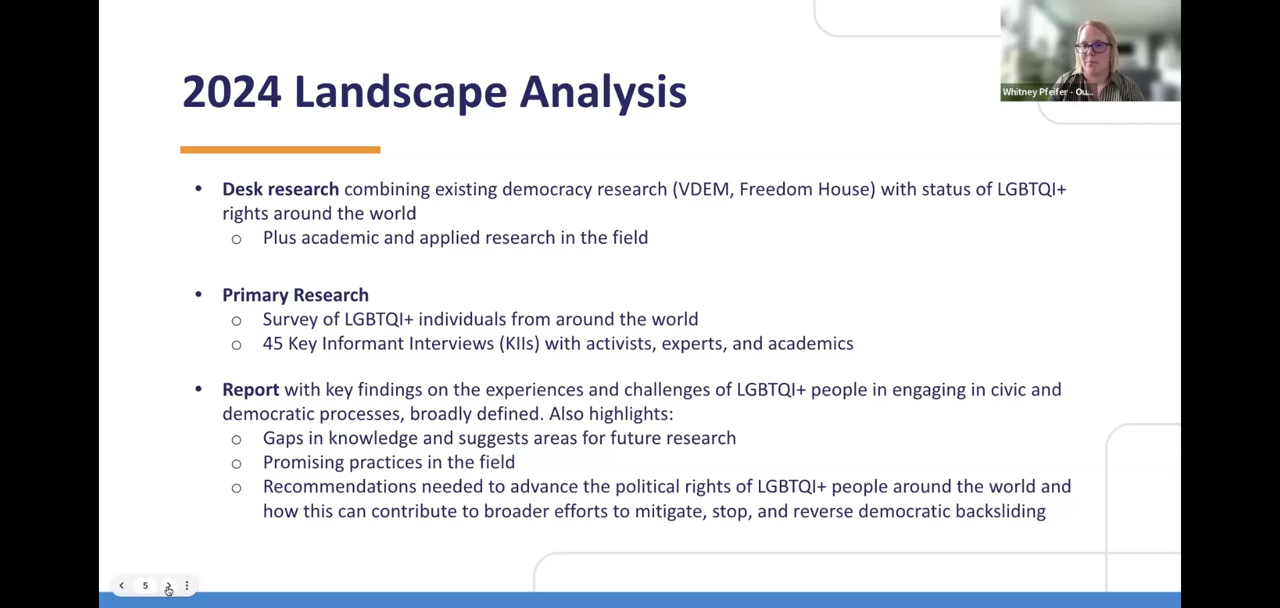 2024 Landscape Analysis
Whitney Pfeifer - Ou...
• Desk research combining existing democracy research (VDEM, Freedom House) with status of LGBTQI+
rights around the world
○ Plus academic and applied research in the field
• Primary Research
○ Survey of LGBTQI+ individuals from around the world
○ 45 Key Informant Interviews (KIIs) with activists, experts, and academics
• Report with key findings on the experiences and challenges of LGBTQI+ people in engaging in civic and
democratic processes, broadly defined. Also highlights:
○ Gaps in knowledge and suggests areas for future research
○ Promising practices in the field
○ Recommendations needed to advance the political rights of LGBTQI+ people around the world and
how this can contribute to broader efforts to mitigate, stop, and reverse democratic backsliding
5